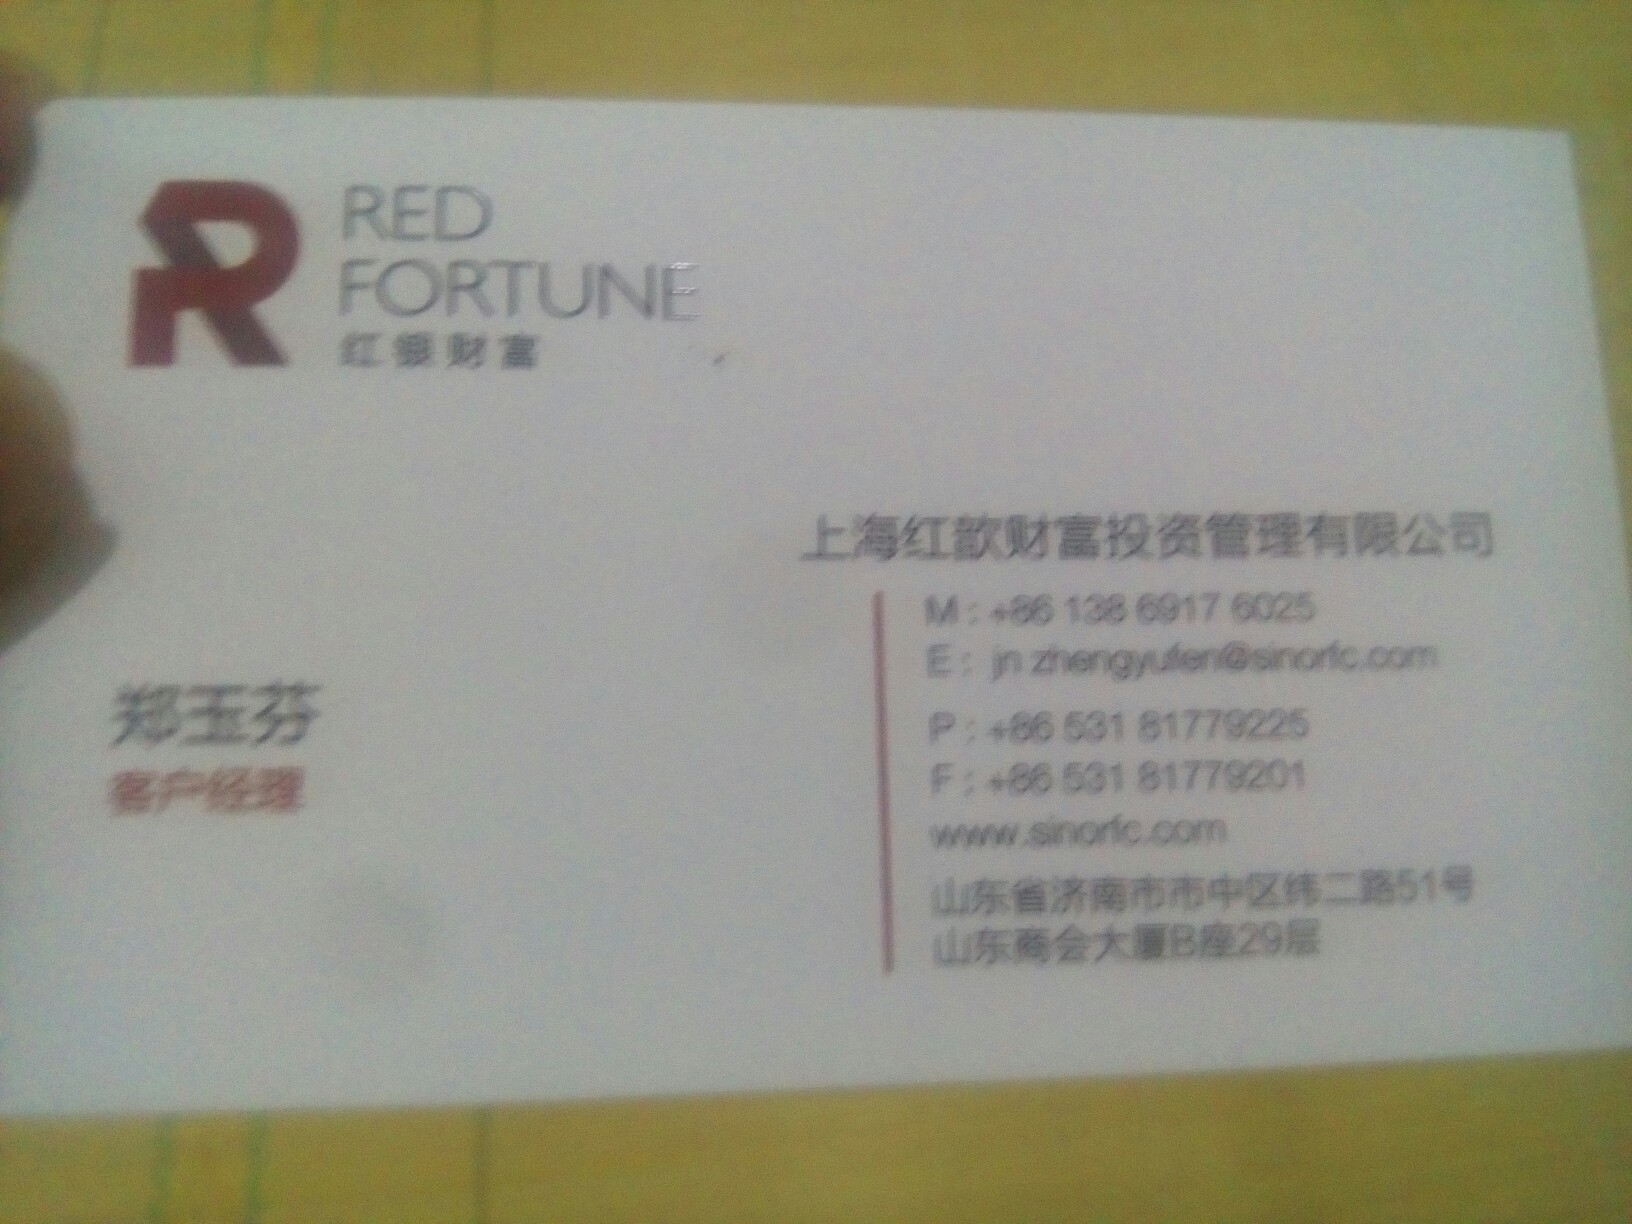 RED
FORTUNE
红银财富
上海红歆财富投资管理有限公司
M : +86 138 6917 6025
E : jn zhengyufen@sinorfc.com
郑玉芬
客户经理
P : +86 531 81779225
F : +86 531 81779201
www.sinorfc.com
山东省济南市市中区纬二路51号
山东商会大厦B座29层